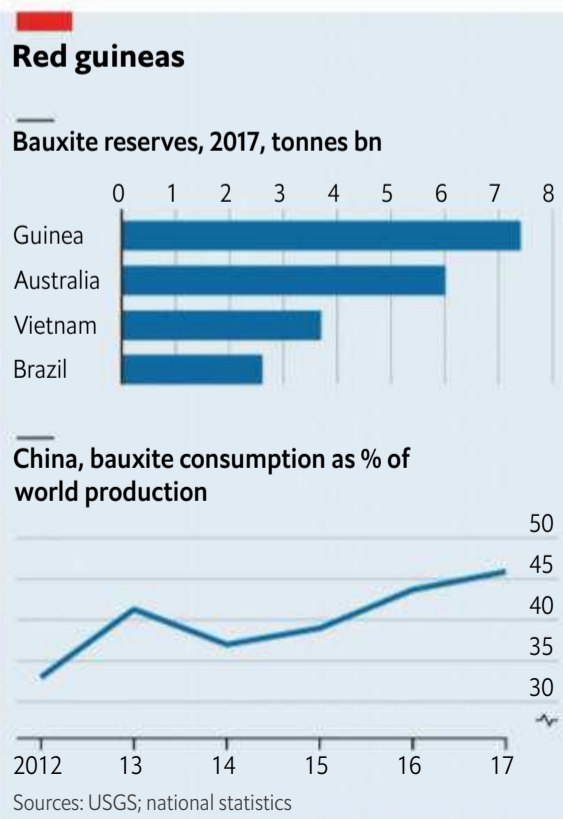 Red guineas
Bauxite reserves, 2017, tonnes bn
0 1 2 3 4 5 6 7 8
Guinea
Australia
Vietnam
Brazil
China, bauxite consumption as % of
world production
50
45
40
35
30
2012 13 14 15 16 17
Sources: USGS; national statistics